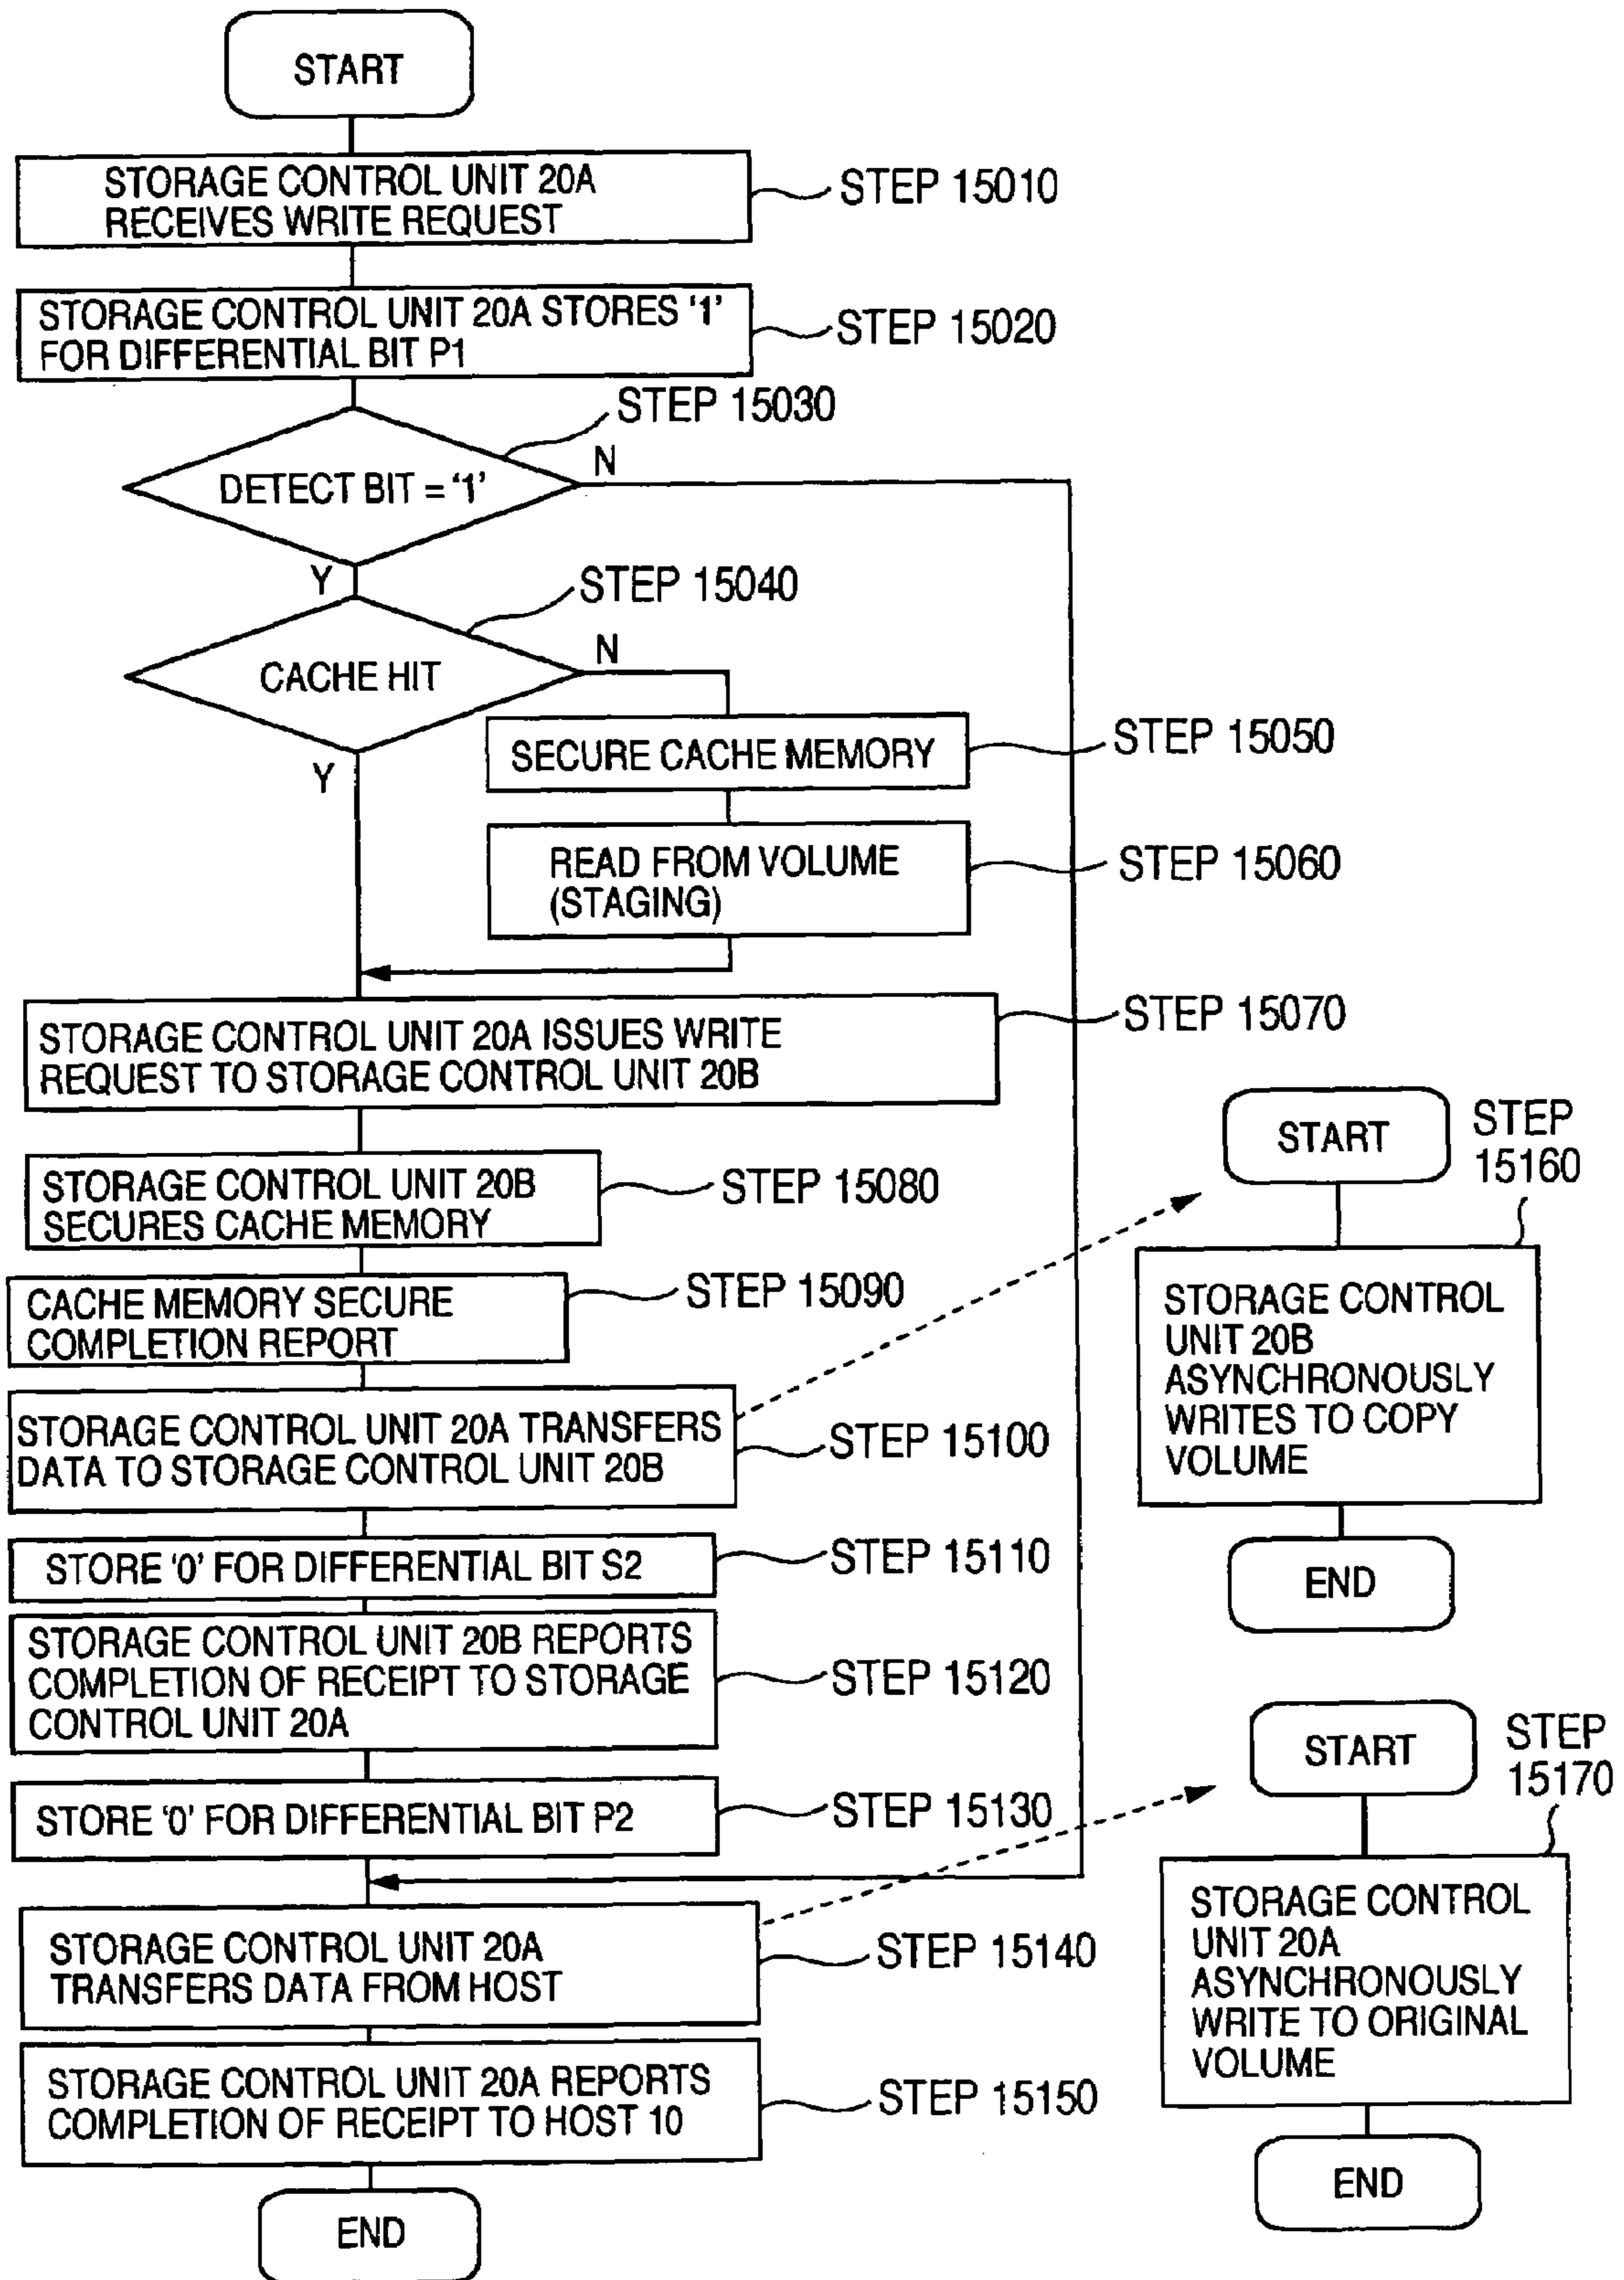 START
STORAGE CONTROL UNIT 20A
RECEIVES WRITE REQUEST
STEP 15010
STORAGE CONTROL UNIT 20A STORES ‘1’
FOR DIFFERENTIAL BIT P1
STEP 15020
STEP 15030
DETECT BIT = ‘1’
N
Y
STEP 15040
CACHE HIT
N
Y
SECURE CACHE MEMORY
STEP 15050
READ FROM VOLUME
(STAGING)
STEP 15060
STORAGE CONTROL UNIT 20A ISSUES WRITE
REQUEST TO STORAGE CONTROL UNIT 20B
STEP 15070
STORAGE CONTROL UNIT 20B
SECURES CACHE MEMORY
STEP 15080
CACHE MEMORY SECURE
COMPLETION REPORT
STEP 15090
STORAGE CONTROL UNIT 20A TRANSFERS
DATA TO STORAGE CONTROL UNIT 20B
STEP 15100
STORE ‘0’ FOR DIFFERENTIAL BIT S2
STEP 15110
STORAGE CONTROL UNIT 20B REPORTS
COMPLETION OF RECEIPT TO STORAGE
CONTROL UNIT 20A
STEP 15120
STORE ‘0’ FOR DIFFERENTIAL BIT P2
STEP 15130
STORAGE CONTROL UNIT 20A
TRANSFERS DATA FROM HOST
STEP 15140
STORAGE CONTROL UNIT 20A REPORTS
COMPLETION OF RECEIPT TO HOST 10
STEP 15150
END
START
STEP
15160
STORAGE CONTROL
UNIT 20B
ASYNCHRONOUSLY
WRITES TO COPY
VOLUME
END
START
STEP
15170
STORAGE CONTROL
UNIT 20A
ASYNCHRONOUSLY
WRITE TO ORIGINAL
VOLUME
END